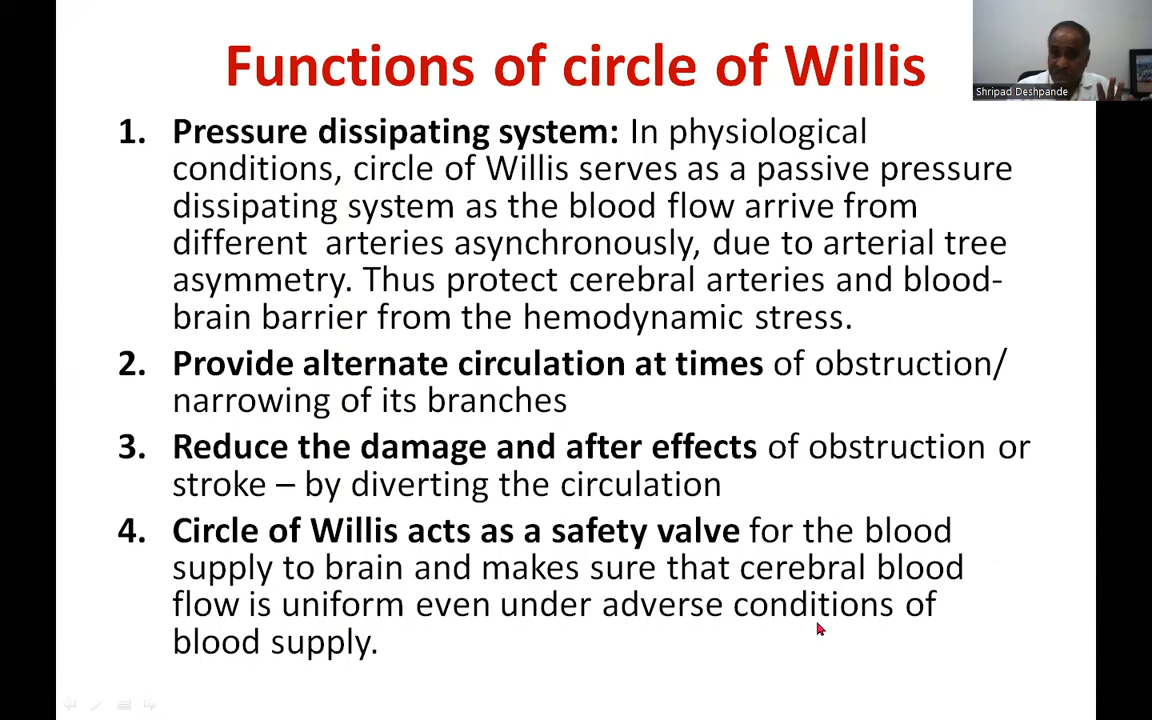 Functions of circle of Willis
Shripad Deshpande
1. Pressure dissipating system: In physiological
conditions, circle of Willis serves as a passive pressure
dissipating system as the blood flow arrive from
different arteries asynchronously, due to arterial tree
asymmetry. Thus protect cerebral arteries and blood-
brain barrier from the hemodynamic stress.
2. Provide alternate circulation at times of obstruction/
narrowing of its branches
3. Reduce the damage and after effects of obstruction or
stroke – by diverting the circulation
4. Circle of Willis acts as a safety valve for the blood
supply to brain and makes sure that cerebral blood
flow is uniform even under adverse conditions of
blood supply.